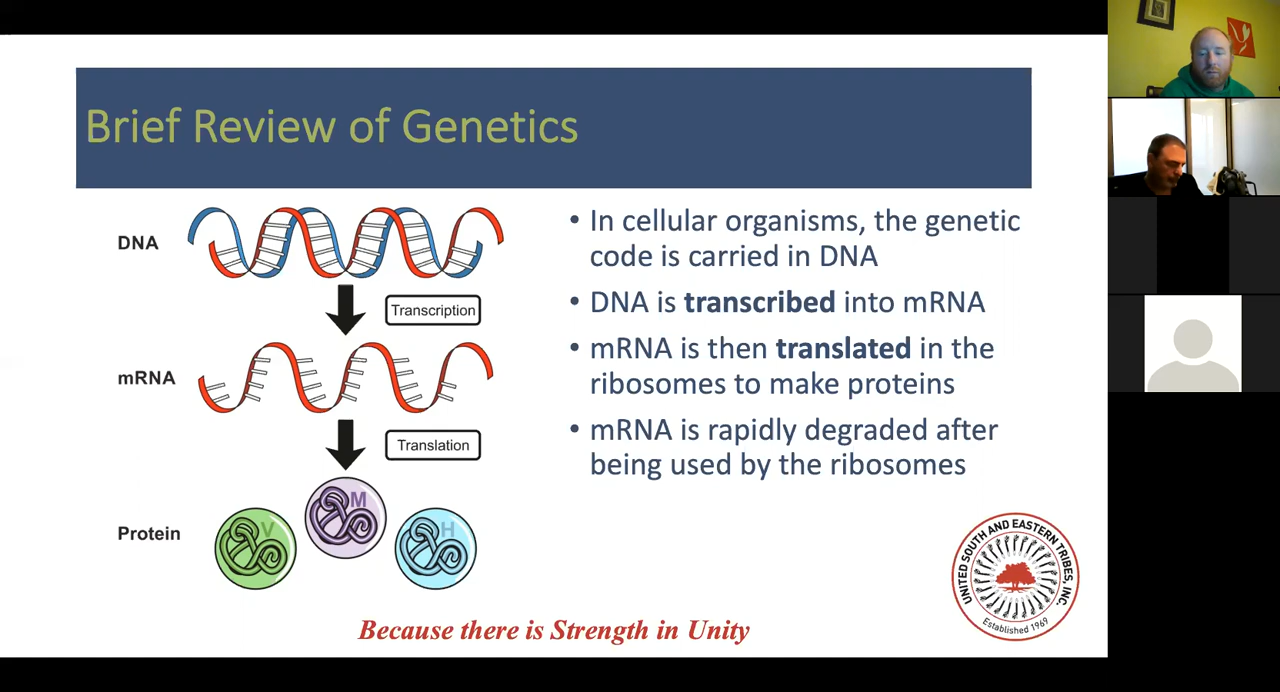 Brief Review of Genetics
DNA
Transcription
mRNA
Translation
Protein
V
M
H
• In cellular organisms, the genetic
code is carried in DNA
• DNA is transcribed into mRNA
• mRNA is then translated in the
ribosomes to make proteins
• mRNA is rapidly degraded after
being used by the ribosomes
UNITED SOUTH AND EASTERN TRIBES, INC.
Established 1969
Because there is Strength in Unity